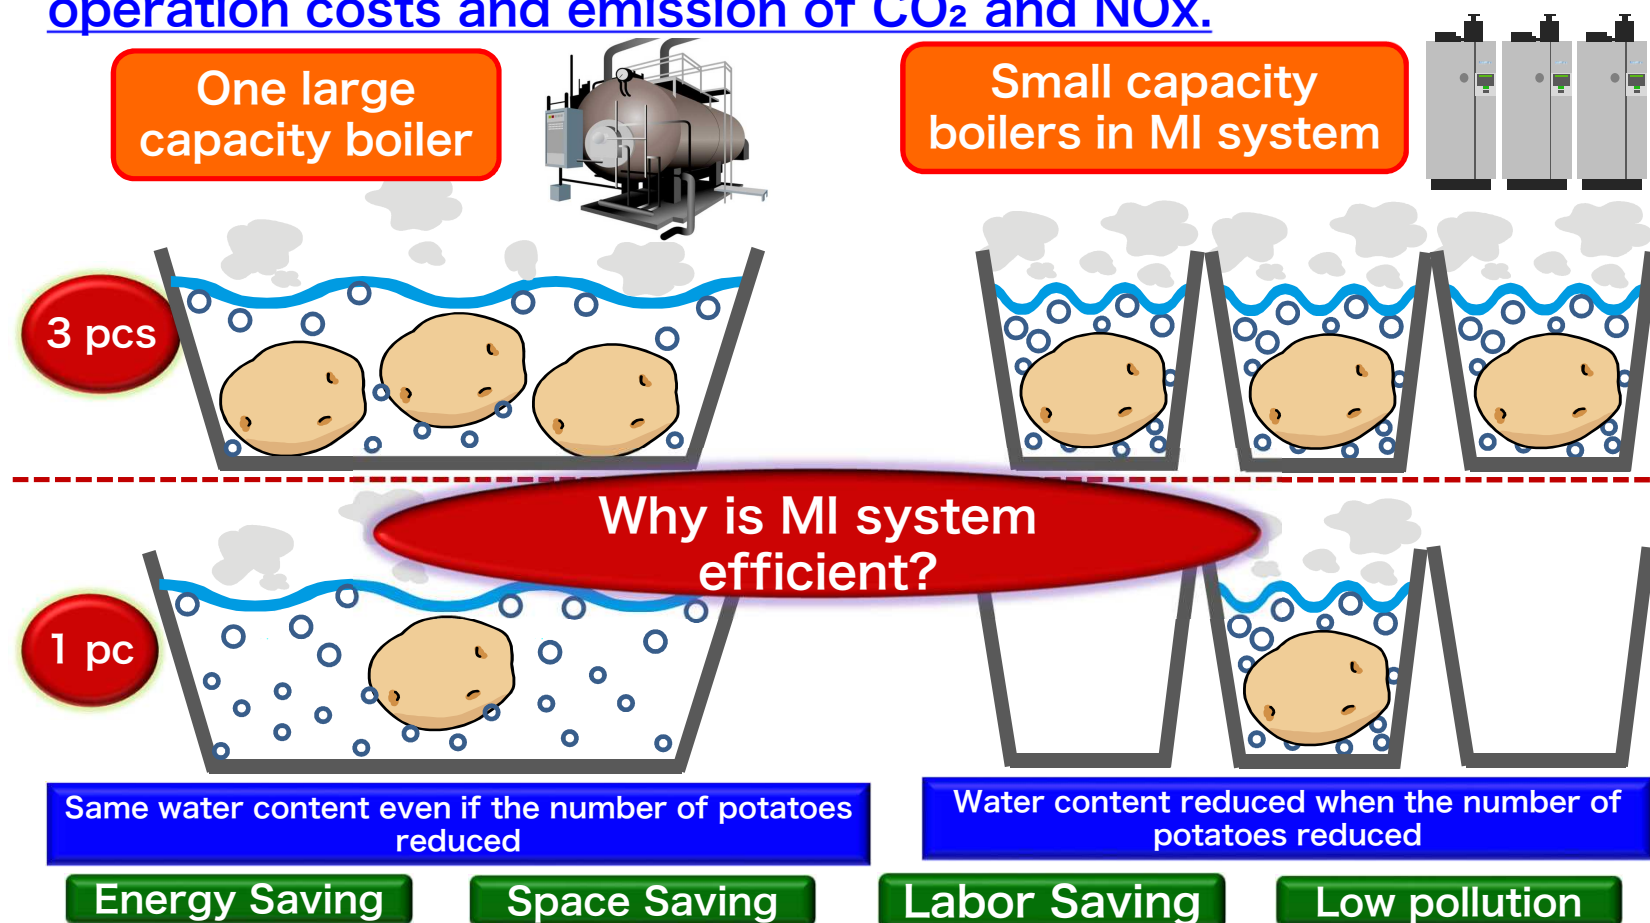 operation costs and emission of CO₂ and NOx.
One large
capacity boiler
Small capacity
boilers in MI system
3 pcs
Why is MI system
efficient?
1 pc
Same water content even if the number of potatoes
reduced
Water content reduced when the number of
potatoes reduced
Energy Saving
Space Saving
Labor Saving
Low pollution